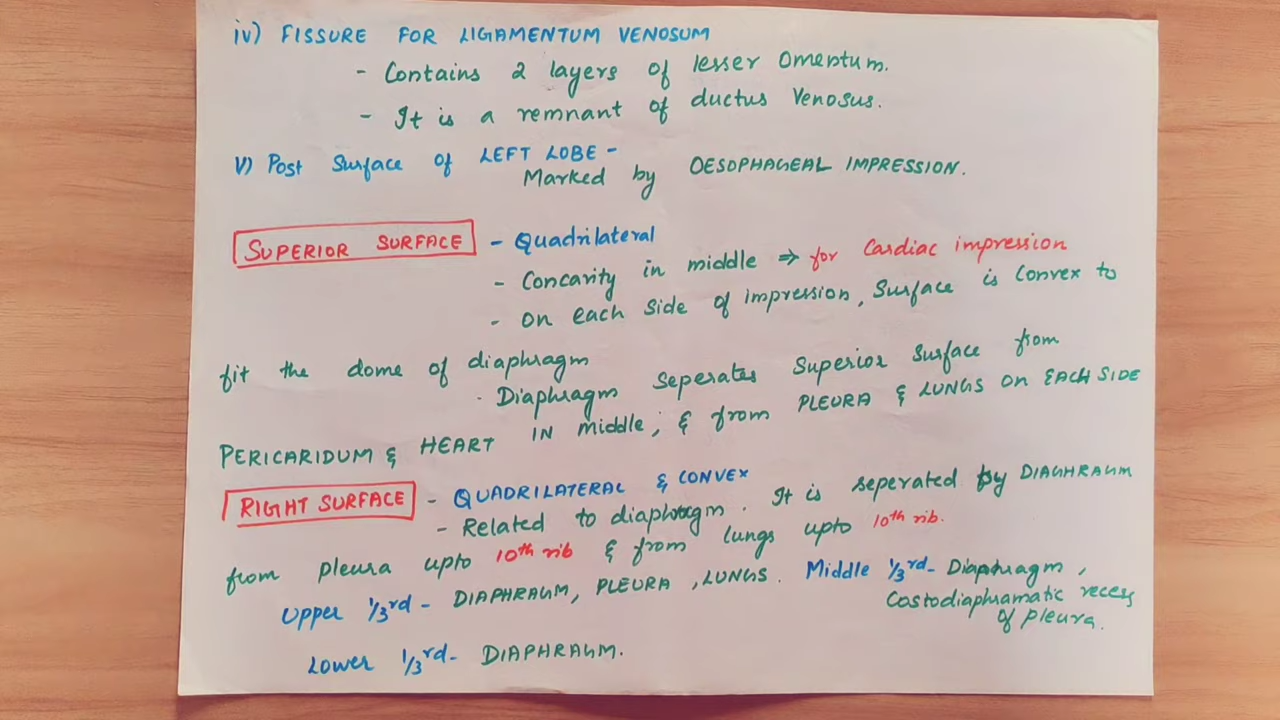 iv) FISSURE FOR LIGAMENTUM VENOSUM
- Contains 2 layers of lesser Omentum.
- It is a remnant of ductus Venosus.
V) Post Surface of LEFT LOBE -
Marked by OESOPHAGEAL IMPRESSION.
SUPERIOR SURFACE - Quadrilateral
- Concavity in middle ⇒ for Cardiac impression
- On each side of impression, Surface is Convex to
fit the dome of diaphragm
- Diaphragm seperates Superior Surface from
PERICARIDUM & HEART IN middle; & from PLEURA & LUNGS ON EACH SIDE
RIGHT SURFACE - QUADRILATERAL & CONVEX
- Related to diaphragm. It is seperated by DIAGHRAGM
from pleura upto 10th rib & from lungs upto 10th rib.
Upper 1/3rd - DIAPHRAGM, PLEURA, LUNGS. Middle 1/3rd - Diaphragm,
Costodiaphramatic recess
of pleura.
Lower 1/3rd - DIAPHRAGM.